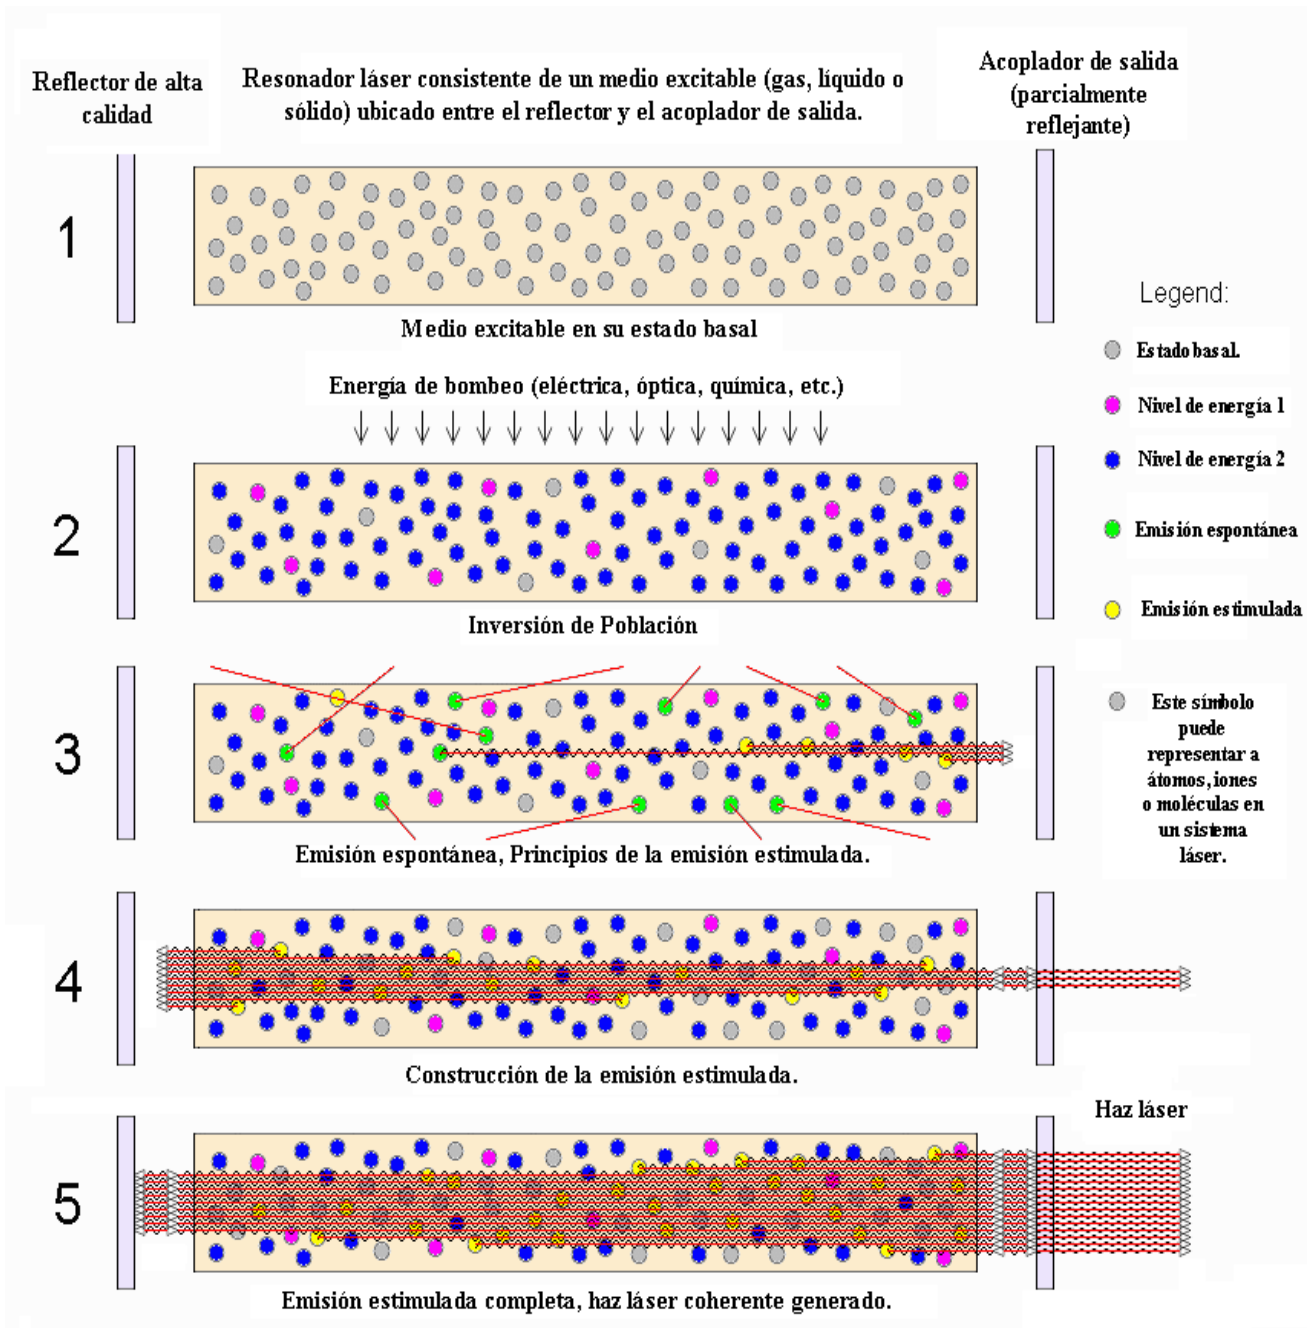 Reflector de alta
calidad
Resonador láser consistente de un medio excitable (gas, líquido o
sólido) ubicado entre el reflector y el acoplador de salida.
Acoplador de salida
(parcialmente
reflejante)
1
Medio excitable en su estado basal
Legend:
Estado basal.
Nivel de energía 1
Nivel de energía 2
Emisión espontánea
Emisión estimulada
Este símbolo
puede
representar a
átomos, iones
o moléculas en
un sistema
láser.
Energía de bombeo (eléctrica, óptica, química, etc.)
2
Inversión de Población
3
Emisión espontánea, Principios de la emisión estimulada.
4
Construcción de la emisión estimulada.
Haz láser
5
Emisión estimulada completa, haz láser coherente generado.